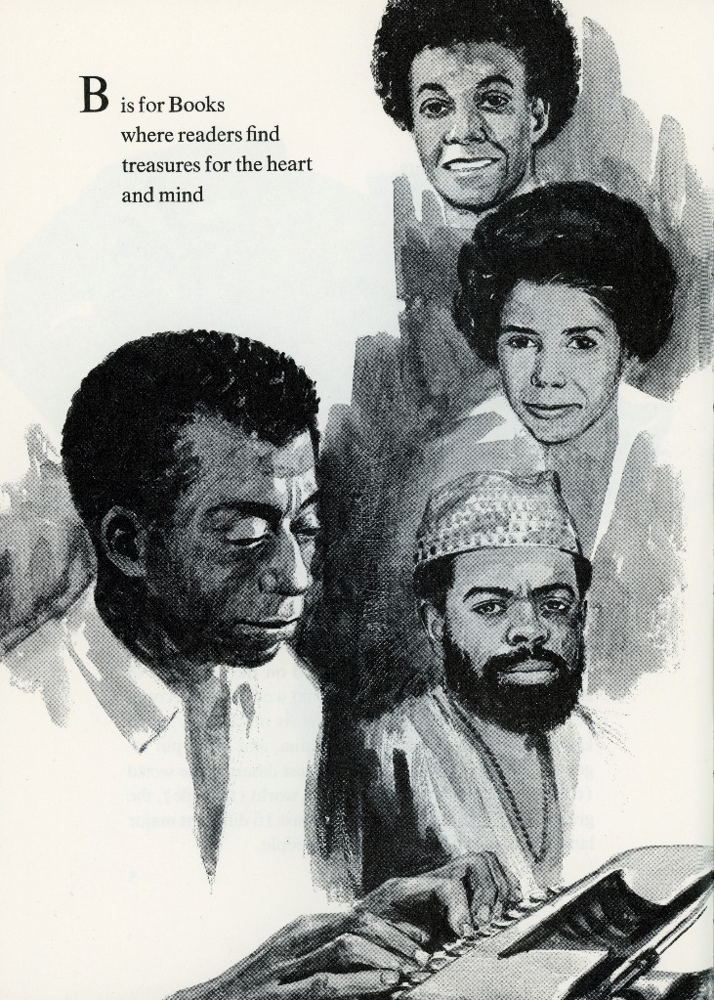 B is for Books
where readers find
treasures for the heart
and mind